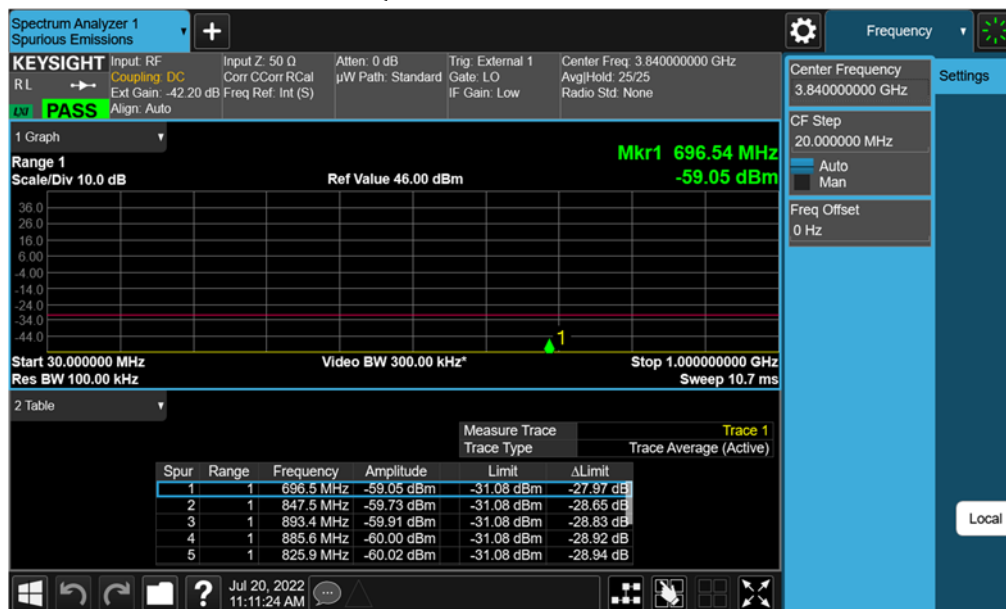 Spectrum Analyzer 1
Spurious Emissions
+
Frequency
KEYSIGHT
RL
LXI
PASS
Input: RF
Coupling: DC
Ext Gain: -42.20 dB
Align: Auto
Input Z: 50 Ω
Corr CCorr RCal
Freq Ref: Int (S)
Atten: 0 dB
µW Path: Standard
Trig: External 1
Gate: LO
IF Gain: Low
Center Freq: 3.840000000 GHz
Avg|Hold: 25/25
Radio Std: None
Center Frequency
3.840000000 GHz
Settings
CF Step
20.000000 MHz
Auto
Man
Freq Offset
0 Hz
1 Graph
Range 1
Scale/Div 10.0 dB
Ref Value 46.00 dBm
Mkr1 696.54 MHz
-59.05 dBm
36.0
26.0
16.0
6.00
-4.00
-14.0
-24.0
-34.0
-44.0
1
Start 30.000000 MHz
Video BW 300.00 kHz*
Stop 1.000000000 GHz
Res BW 100.00 kHz
Sweep 10.7 ms
2 Table
Measure Trace Trace 1
Trace Type Trace Average (Active)
Spur Range Frequency Amplitude Limit ΔLimit
1 1 696.5 MHz -59.05 dBm -31.08 dBm -27.97 dB
2 1 847.5 MHz -59.73 dBm -31.08 dBm -28.65 dB
3 1 893.4 MHz -59.91 dBm -31.08 dBm -28.83 dB
4 1 885.6 MHz -60.00 dBm -31.08 dBm -28.92 dB
5 1 825.9 MHz -60.02 dBm -31.08 dBm -28.94 dB
Local
?
Jul 20, 2022
11:11:24 AM